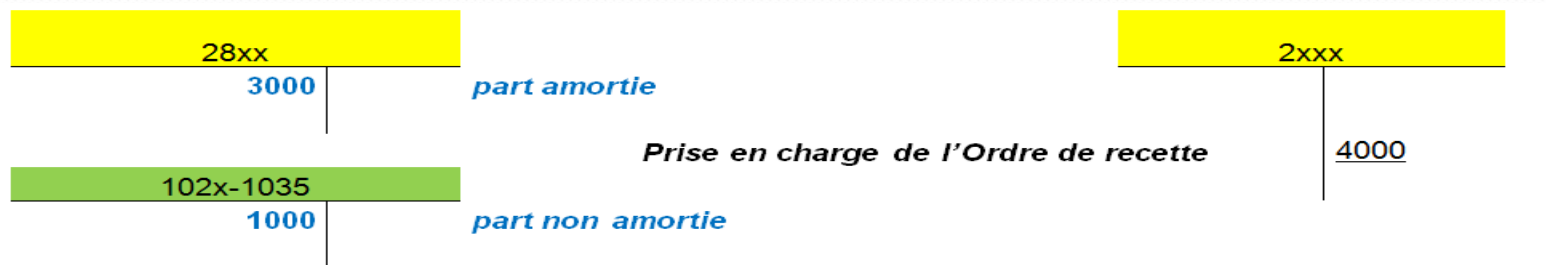 28xx
2xxx
3000 part amortie
Prise en charge de l'Ordre de recette 4000
102x-1035
1000 part non amortie